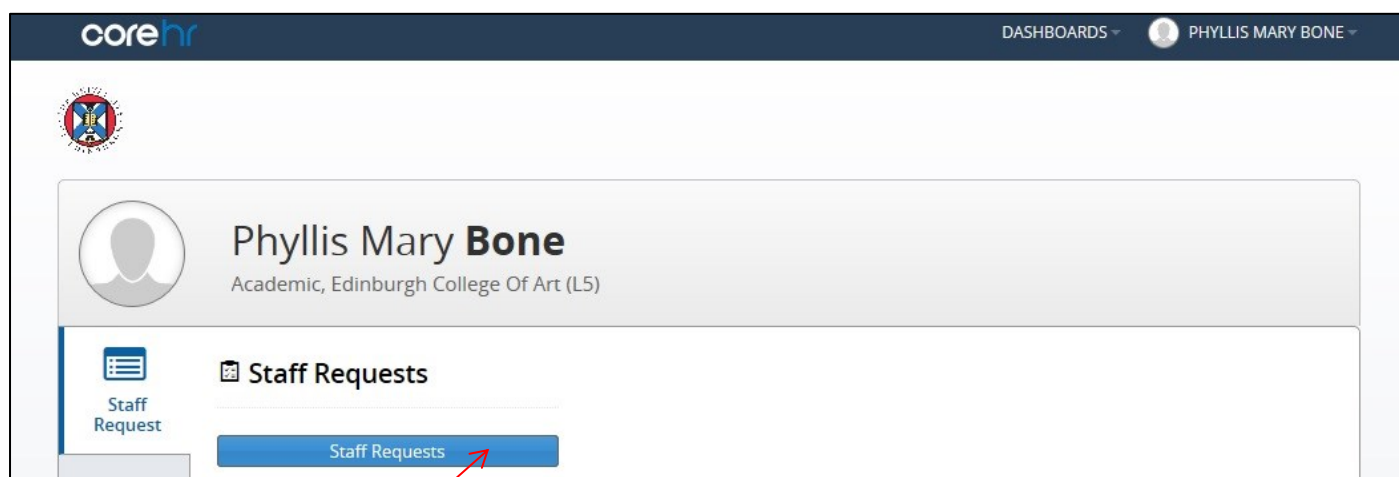 corehr
DASHBOARDS
PHYLLIS MARY BONE
Phyllis Mary Bone
Academic, Edinburgh College Of Art (L5)
Staff
Request
Staff Requests
Staff Requests